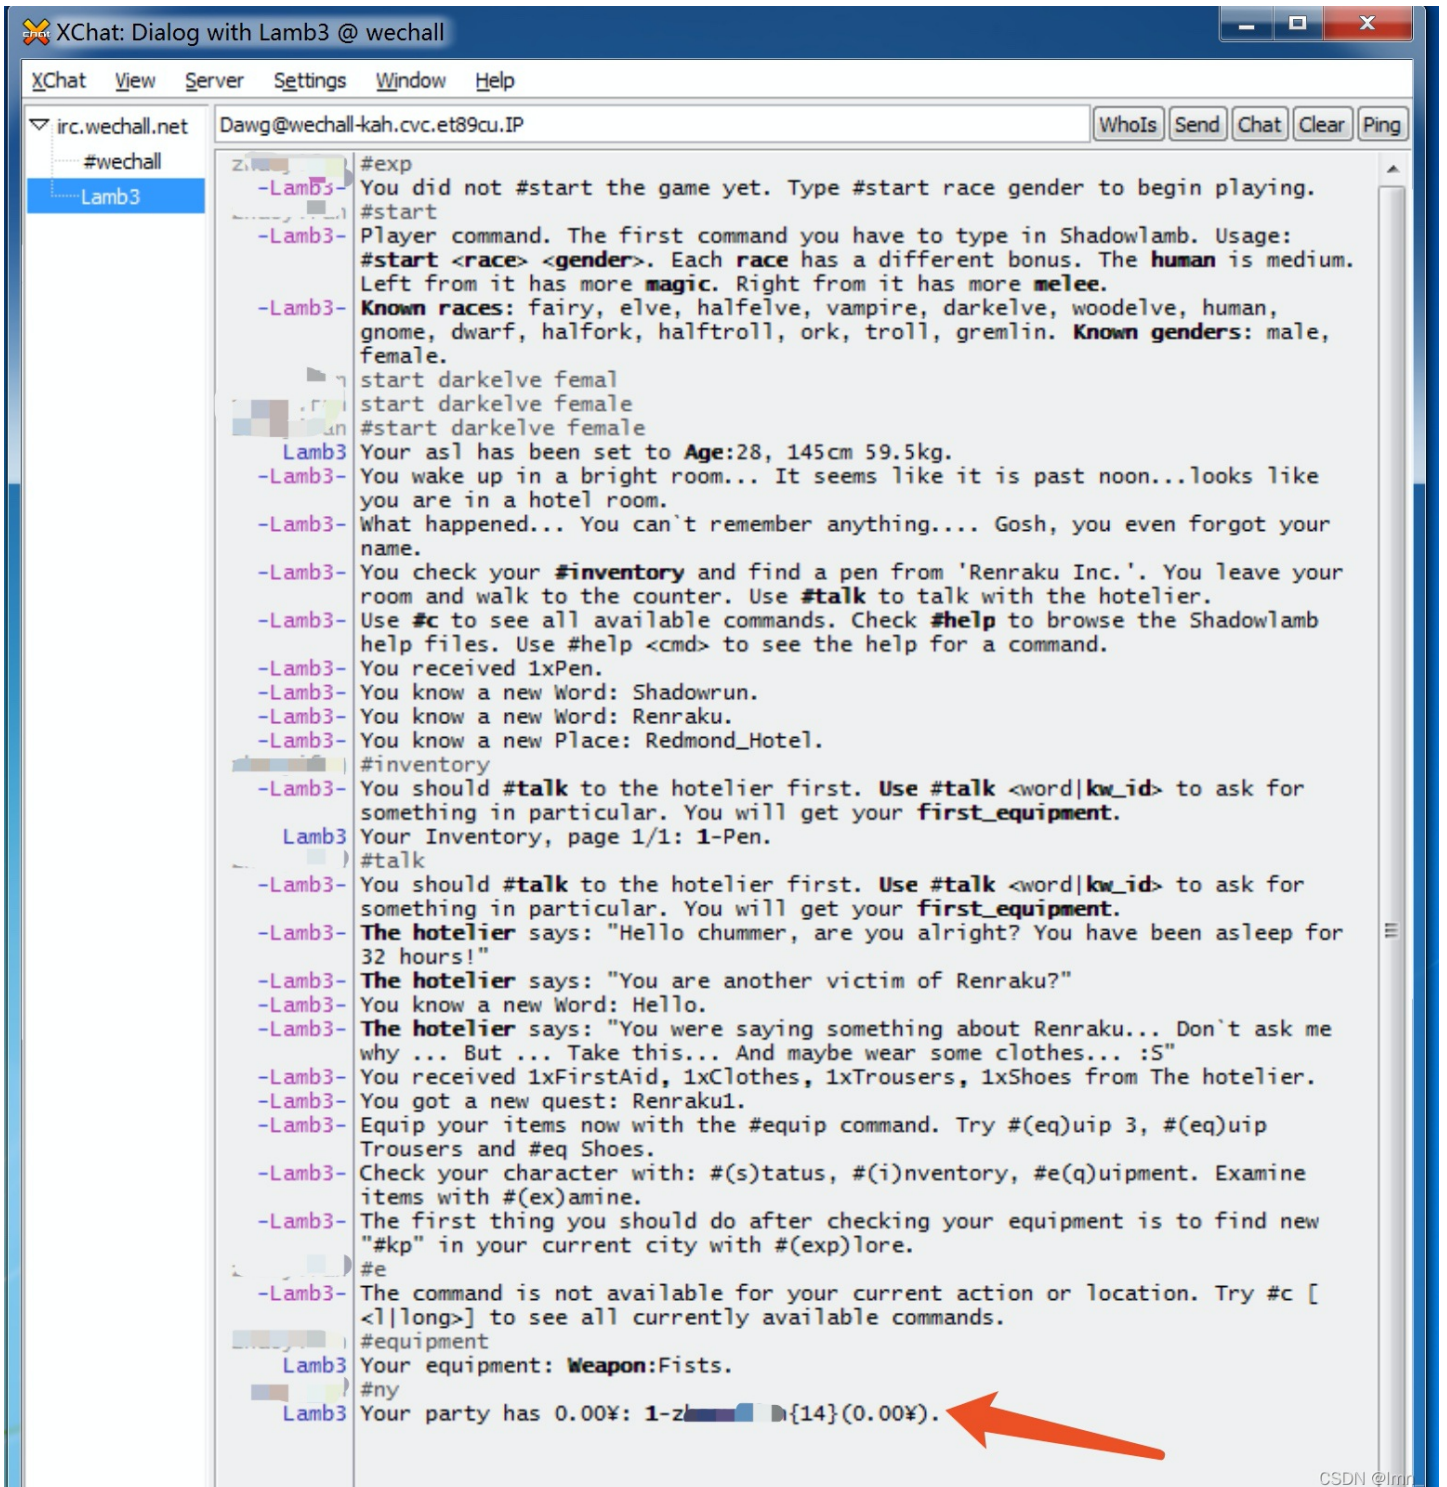 XChat: Dialog with Lamb3 @ wechall
XChat View Server Settings Window Help
irc.wechall.net
#wechall
Lamb3
Dawg@wechall-kah.cvc.et89cu.IP
WhoIs Send Chat Clear Ping
#exp
-Lamb3- You did not #start the game yet. Type #start race gender to begin playing.
#start
-Lamb3- Player command. The first command you have to type in Shadowlamb. Usage:
#start <race> <gender>. Each race has a different bonus. The human is medium.
Left from it has more magic. Right from it has more melee.
-Lamb3- Known races: fairy, elve, halfelve, vampire, darkelve, woodelve, human,
gnome, dwarf, halfork, halftroll, ork, troll, gremlin. Known genders: male,
female.
start darkelve femal
start darkelve female
#start darkelve female
Lamb3 Your asl has been set to Age:28, 145cm 59.5kg.
-Lamb3- You wake up in a bright room... It seems like it is past noon...looks like
you are in a hotel room.
-Lamb3- What happened... You can`t remember anything.... Gosh, you even forgot your
name.
-Lamb3- You check your #inventory and find a pen from 'Renraku Inc.'. You leave your
room and walk to the counter. Use #talk to talk with the hotelier.
-Lamb3- Use #c to see all available commands. Check #help to browse the Shadowlamb
help files. Use #help <cmd> to see the help for a command.
-Lamb3- You received 1xPen.
-Lamb3- You know a new Word: Shadowrun.
-Lamb3- You know a new Word: Renraku.
-Lamb3- You know a new Place: Redmond_Hotel.
#inventory
-Lamb3- You should #talk to the hotelier first. Use #talk <word|kw_id> to ask for
something in particular. You will get your first_equipment.
Lamb3 Your Inventory, page 1/1: 1-Pen.
#talk
-Lamb3- You should #talk to the hotelier first. Use #talk <word|kw_id> to ask for
something in particular. You will get your first_equipment.
-Lamb3- The hotelier says: "Hello chummer, are you alright? You have been asleep for
32 hours!"
-Lamb3- The hotelier says: "You are another victim of Renraku?"
-Lamb3- You know a new Word: Hello.
-Lamb3- The hotelier says: "You were saying something about Renraku... Don`t ask me
why ... But ... Take this... And maybe wear some clothes... :S"
-Lamb3- You received 1xFirstAid, 1xClothes, 1xTrousers, 1xShoes from The hotelier.
-Lamb3- You got a new quest: Renraku1.
-Lamb3- Equip your items now with the #equip command. Try #(eq)uip 3, #(eq)uip
Trousers and #eq Shoes.
-Lamb3- Check your character with: #(s)tatus, #(i)nventory, #e(q)uipment. Examine
items with #(ex)amine.
-Lamb3- The first thing you should do after checking your equipment is to find new
"#kp" in your current city with #(exp)lore.
#e
-Lamb3- The command is not available for your current action or location. Try #c [
<l|long>] to see all currently available commands.
#equipment
Lamb3 Your equipment: Weapon:Fists.
#ny
Lamb3 Your party has 0.00¥: 1-z{14}(0.00¥).
CSDN @lmn